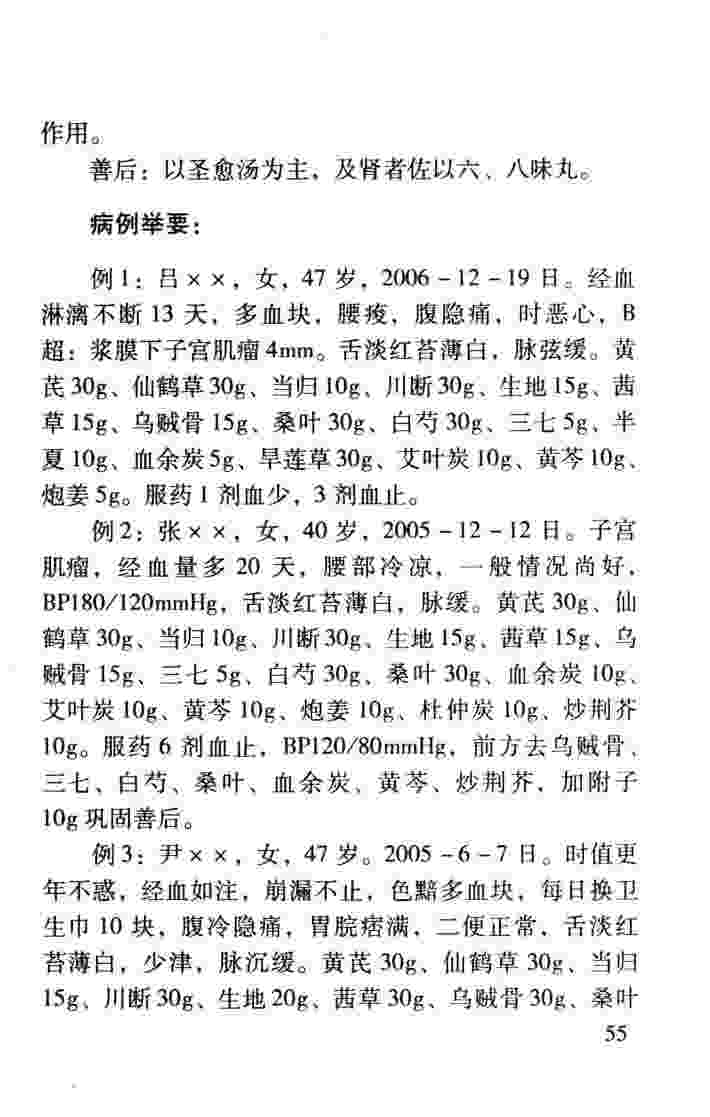 作用。
善后：以圣愈汤为主，及肾者佐以六、八味丸。
病例举要：
例1：吕××，女，47岁，2006－12－19日。经血
淋漓不断13天，多血块，腰痠，腹隐痛，时恶心，B
超：浆膜下子宫肌瘤4mm。舌淡红苔薄白，脉弦缓。黄
芪30g、仙鹤草30g、当归10g、川断30g、生地15g、茜
草15g、乌贼骨15g、桑叶30g、白芍30g、三七5g、半
夏10g、血余炭5g、旱莲草30g、艾叶炭10g、黄芩10g、
炮姜5g。服药1剂血少，3剂血止。
例2：张××，女，40岁，2005－12－12日。子宫
肌瘤，经血量多20天，腰部冷凉，一般情况尚好，
BP180/120mmHg，舌淡红苔薄白，脉缓。黄芪30g、仙
鹤草30g、当归10g、川断30g、生地15g、茜草15g、乌
贼骨15g、三七5g、白芍30g、桑叶30g、血余炭10g、
艾叶炭10g、黄芩10g、炮姜10g、杜仲炭10g、炒荆芥
10g。服药6剂血止，BP120/80mmHg，前方去乌贼骨、
三七、白芍、桑叶、血余炭、黄芩、炒荆芥，加附子
10g巩固善后。
例3：尹××，女，47岁。2005－6－7日。时值更
年不惑，经血如注，崩漏不止，色黯多血块，每日换卫
生巾10块，腹冷隐痛，胃脘痞满，二便正常，舌淡红
苔薄白，少津，脉沉缓。黄芪30g、仙鹤草30g、当归
15g、川断30g、生地20g、茜草30g、乌贼骨30g、桑叶
55